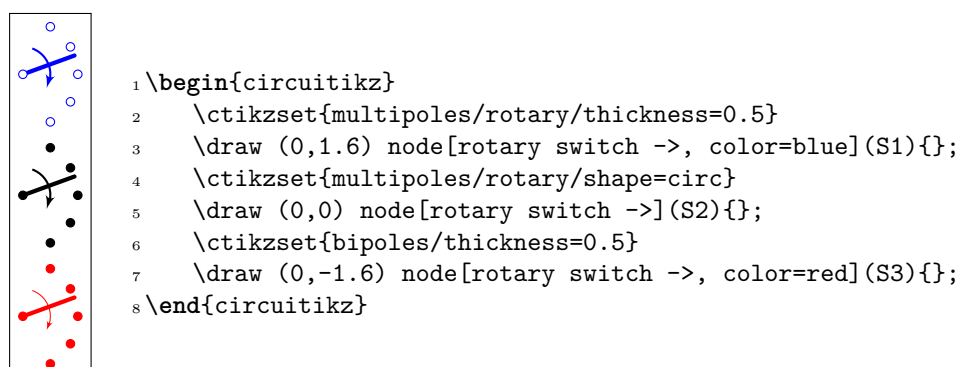 1 \begin{circuitikz}
2     \ctikzset{multipoles/rotary/thickness=0.5}
3     \draw (0,1.6) node[rotary switch ->, color=blue](S1){};
4     \ctikzset{multipoles/rotary/shape=circ}
5     \draw (0,0) node[rotary switch ->](S2){};
6     \ctikzset{bipoles/thickness=0.5}
7     \draw (0,-1.6) node[rotary switch ->, color=red](S3){};
8 \end{circuitikz}